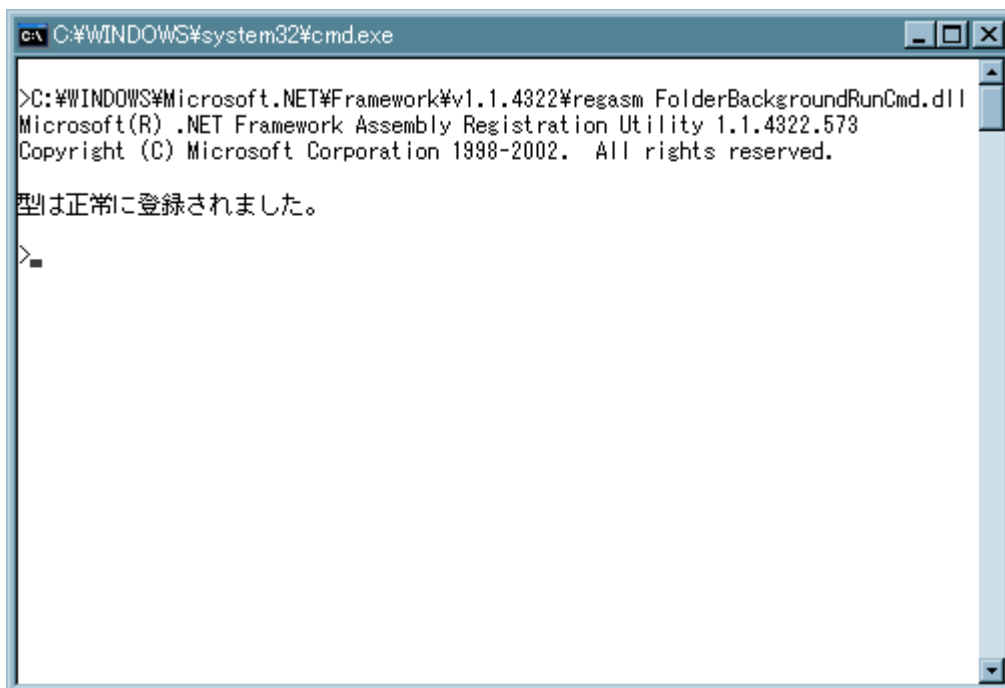 C:¥WINDOWS¥system32¥cmd.exe
>C:¥WINDOWS¥Microsoft.NET¥Framework¥v1.1.4322¥regasm FolderBackgroundRunCmd.dll
Microsoft(R) .NET Framework Assembly Registration Utility 1.1.4322.573
Copyright (C) Microsoft Corporation 1998-2002.  All rights reserved.
型は正常に登録されました。
>